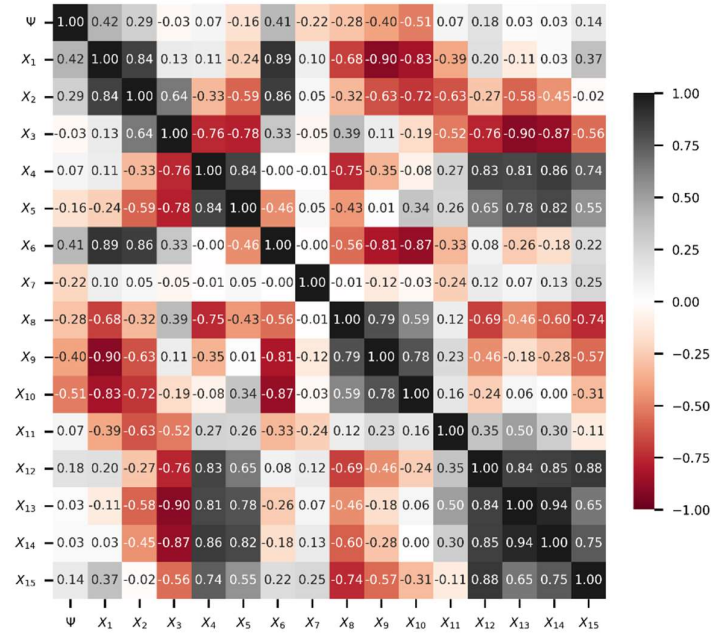 Ψ 1.00 0.42 0.29 -0.03 0.07 -0.16 0.41 -0.22 -0.28 -0.40 -0.51 0.07 0.18 0.03 0.03 0.14
X₁ 0.42 1.00 0.84 0.13 0.11 -0.24 0.89 0.10 -0.68 -0.90 -0.83 -0.39 0.20 -0.11 0.03 0.37
X₂ 0.29 0.84 1.00 0.64 -0.33 -0.59 0.86 0.05 -0.32 -0.63 -0.72 -0.63 -0.27 -0.58 -0.45 -0.02
X₃ -0.03 0.13 0.64 1.00 -0.76 -0.78 0.33 -0.05 0.39 0.11 -0.19 -0.52 -0.76 -0.90 -0.87 -0.56
X₄ 0.07 0.11 -0.33 -0.76 1.00 0.84 -0.00 -0.01 -0.75 -0.35 -0.08 0.27 0.83 0.81 0.86 0.74
X₅ -0.16 -0.24 -0.59 -0.78 0.84 1.00 -0.46 0.05 -0.43 0.01 0.34 0.26 0.65 0.78 0.82 0.55
X₆ 0.41 0.89 0.86 0.33 -0.00 -0.46 1.00 -0.00 -0.56 -0.81 -0.87 -0.33 0.08 -0.26 -0.18 0.22
X₇ -0.22 0.10 0.05 -0.05 -0.01 0.05 -0.00 1.00 -0.01 -0.12 -0.03 -0.24 0.12 0.07 0.13 0.25
X₈ -0.28 -0.68 -0.32 0.39 -0.75 -0.43 -0.56 -0.01 1.00 0.79 0.59 0.12 -0.69 -0.46 -0.60 -0.74
X₉ -0.40 -0.90 -0.63 0.11 -0.35 0.01 -0.81 -0.12 0.79 1.00 0.78 0.23 -0.46 -0.18 -0.28 -0.57
X₁₀ -0.51 -0.83 -0.72 -0.19 -0.08 0.34 -0.87 -0.03 0.59 0.78 1.00 0.16 -0.24 0.06 0.00 -0.31
X₁₁ 0.07 -0.39 -0.63 -0.52 0.27 0.26 -0.33 -0.24 0.12 0.23 0.16 1.00 0.35 0.50 0.30 -0.11
X₁₂ 0.18 0.20 -0.27 -0.76 0.83 0.65 0.08 0.12 -0.69 -0.46 -0.24 0.35 1.00 0.84 0.85 0.88
X₁₃ 0.03 -0.11 -0.58 -0.90 0.81 0.78 -0.26 0.07 -0.46 -0.18 0.06 0.50 0.84 1.00 0.94 0.65
X₁₄ 0.03 0.03 -0.45 -0.87 0.86 0.82 -0.18 0.13 -0.60 -0.28 0.00 0.30 0.85 0.94 1.00 0.75
X₁₅ 0.14 0.37 -0.02 -0.56 0.74 0.55 0.22 0.25 -0.74 -0.57 -0.31 -0.11 0.88 0.65 0.75 1.00
Ψ X₁ X₂ X₃ X₄ X₅ X₆ X₇ X₈ X₉ X₁₀ X₁₁ X₁₂ X₁₃ X₁₄ X₁₅
1.00
0.75
0.50
0.25
0.00
−0.25
−0.50
−0.75
−1.00